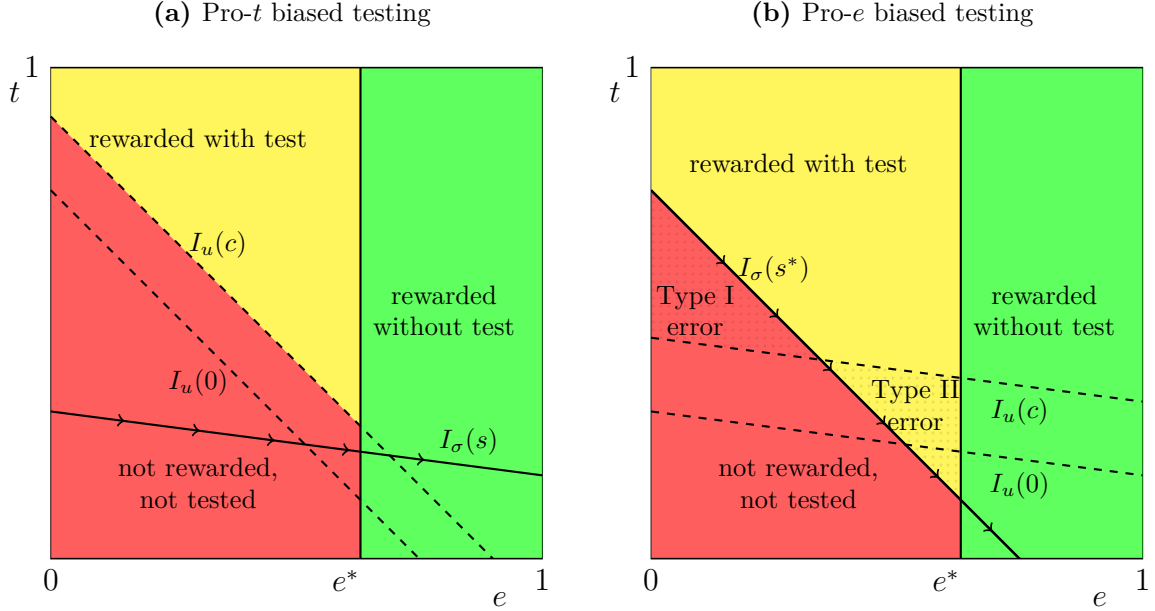 (a) Pro-t biased testing
1
t
rewarded with test
I_u(c)
rewarded
without test
I_u(0)
I_σ(s)
not rewarded,
not tested
0
e*
e
1
(b) Pro-e biased testing
1
t
rewarded with test
I_σ(s*)
Type I
error
rewarded
without test
Type II
error
I_u(c)
not rewarded,
not tested
I_u(0)
0
e*
e
1